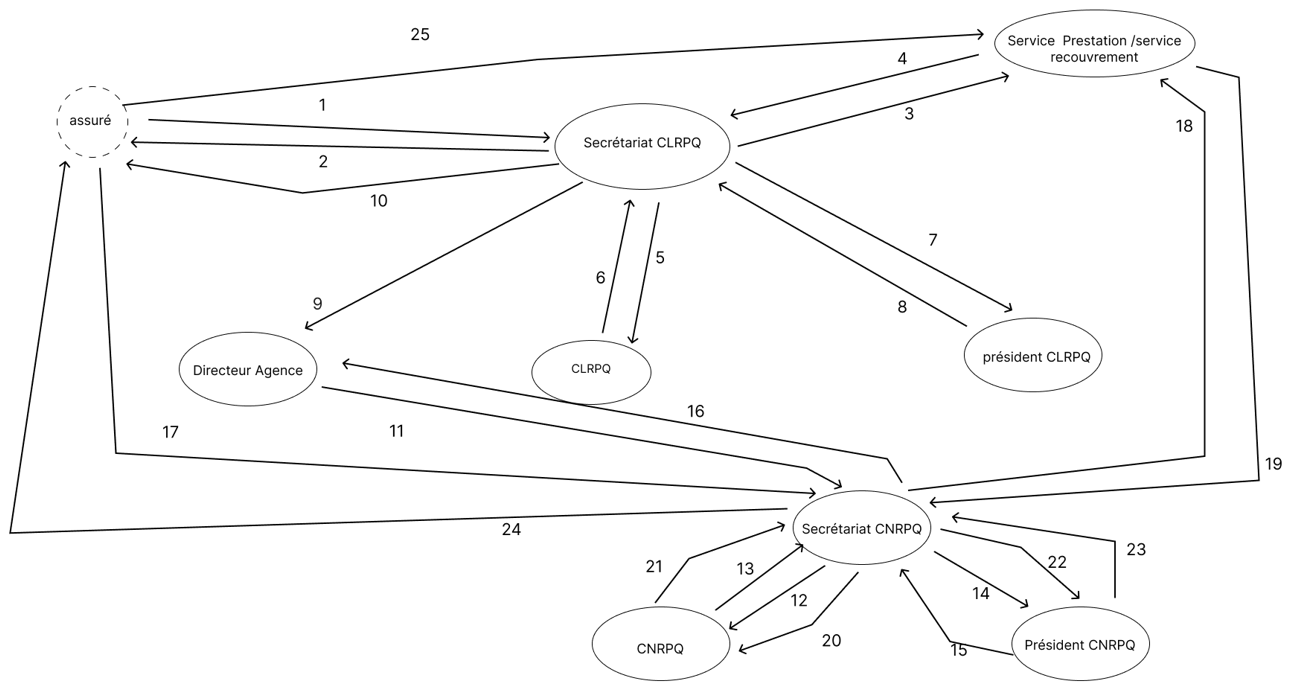 25
Service Prestation /service
recouvrement
4
1
assuré
3
18
Secrétariat CLRPQ
2
10
7
5
6
9
8
président CLRPQ
Directeur Agence
CLRPQ
16
17
11
19
24
Secrétariat CNRPQ
23
21
13
22
12
14
20
15
CNRPQ
Président CNRPQ